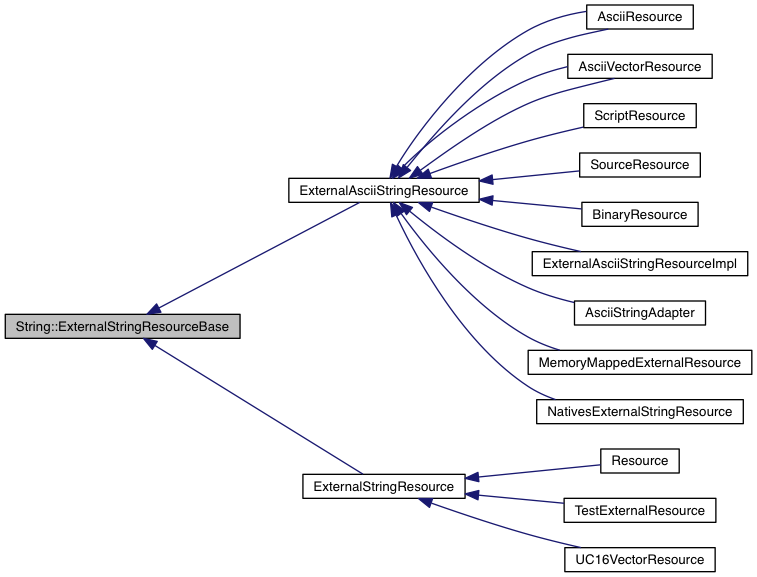 AsciiResource
AsciiVectorResource
ScriptResource
SourceResource
ExternalAsciiStringResource
BinaryResource
ExternalAsciiStringResourceImpl
AsciiStringAdapter
String::ExternalStringResourceBase
MemoryMappedExternalResource
NativesExternalStringResource
Resource
ExternalStringResource
TestExternalResource
UC16VectorResource